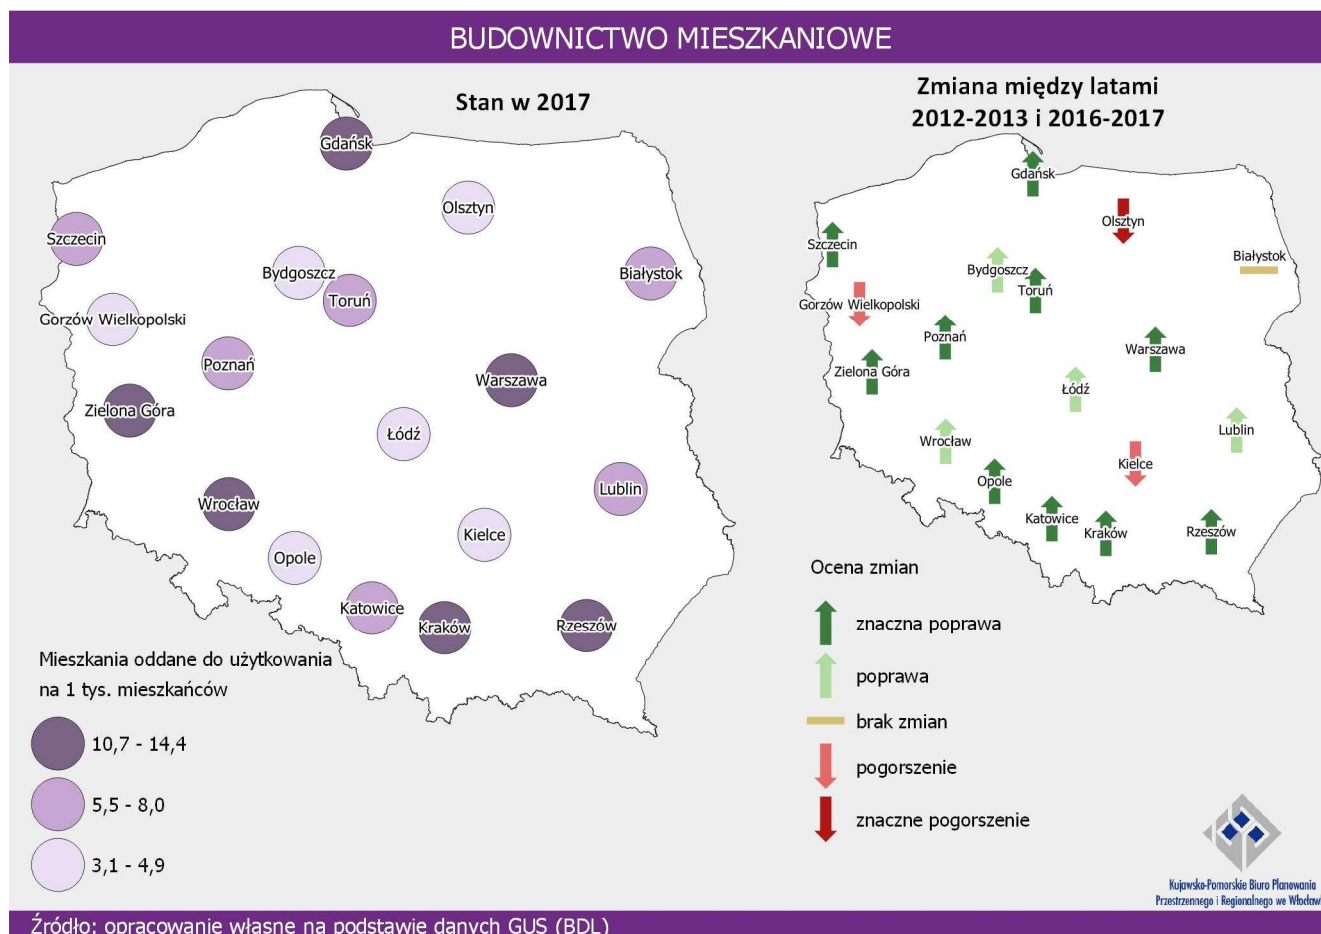 BUDOWNICTWO MIESZKANIOWE
Stan w 2017
Gdańsk
Olsztyn
Szczecin
Bydgoszcz
Białystok
Toruń
Gorzów Wielkopolski
Poznań
Warszawa
Zielona Góra
Łódź
Lublin
Wrocław
Kielce
Opole
Katowice
Kraków
Rzeszów
Mieszkania oddane do użytkowania
na 1 tys. mieszkańców
10,7 - 14,4
5,5 - 8,0
3,1 - 4,9
Zmiana między latami
2012-2013 i 2016-2017
Gdańsk
Olsztyn
Szczecin
Białystok
Bydgoszcz
Toruń
Gorzów Wielkopolski
Poznań
Warszawa
Zielona Góra
Łódź
Lublin
Wrocław
Kielce
Opole
Katowice
Kraków
Rzeszów
Ocena zmian
znaczna poprawa
poprawa
brak zmian
pogorszenie
znaczne pogorszenie
Kujawsko-Pomorskie Biuro Planowania
Przestrzennego i Regionalnego we Włocław
Źródło: opracowanie własne na podstawie danych GUS (BDL)